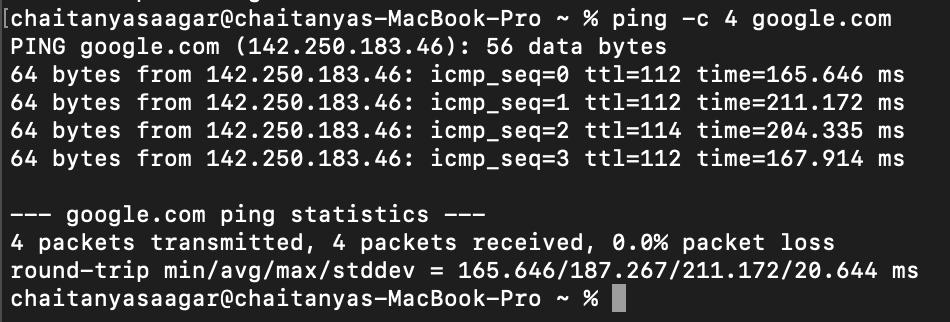 [chaitanyasaagar@chaitanyas-MacBook-Pro ~ % ping -c 4 google.com
PING google.com (142.250.183.46): 56 data bytes
64 bytes from 142.250.183.46: icmp_seq=0 ttl=112 time=165.646 ms
64 bytes from 142.250.183.46: icmp_seq=1 ttl=112 time=211.172 ms
64 bytes from 142.250.183.46: icmp_seq=2 ttl=114 time=204.335 ms
64 bytes from 142.250.183.46: icmp_seq=3 ttl=112 time=167.914 ms

--- google.com ping statistics ---
4 packets transmitted, 4 packets received, 0.0% packet loss
round-trip min/avg/max/stddev = 165.646/187.267/211.172/20.644 ms
chaitanyasaagar@chaitanyas-MacBook-Pro ~ %